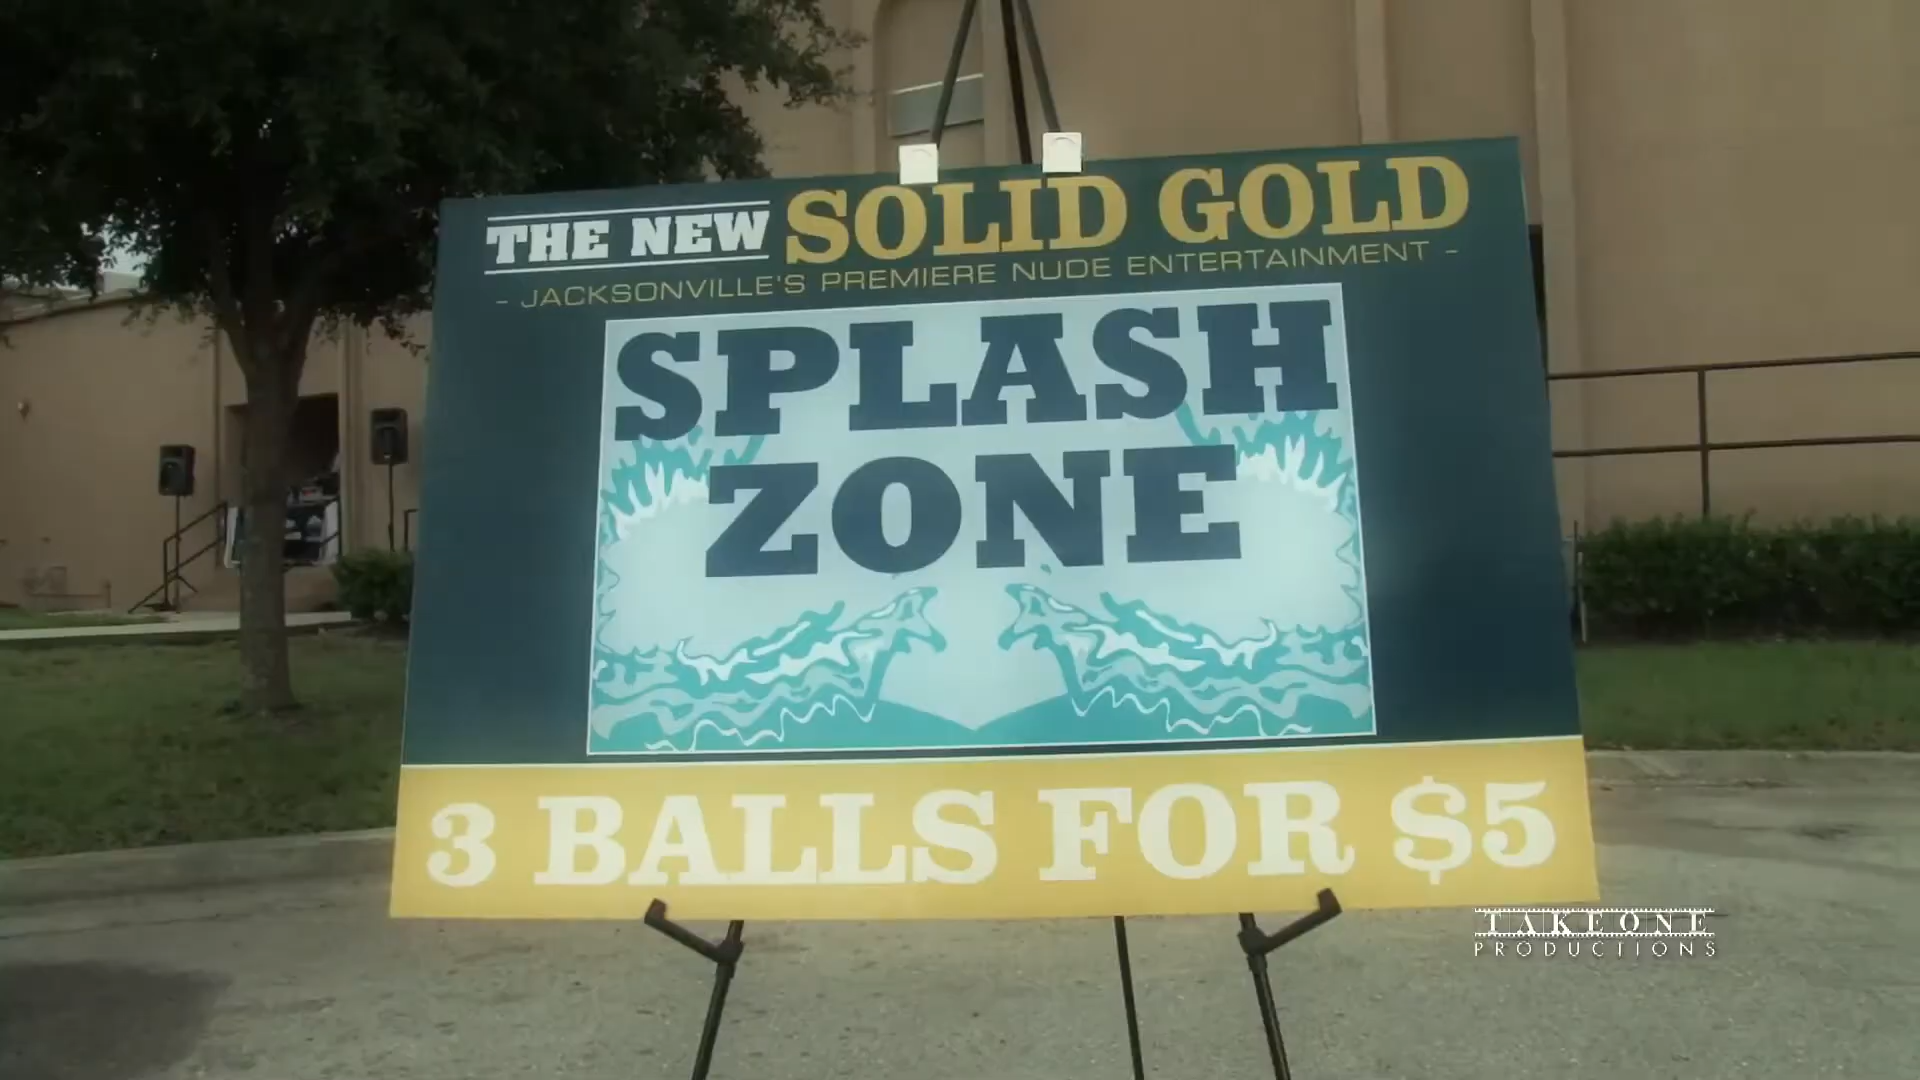 THE NEW SOLID GOLD
- JACKSONVILLE'S PREMIERE NUDE ENTERTAINMENT -
SPLASH
ZONE
3 BALLS FOR $5
TAKEONE
PRODUCTIONS